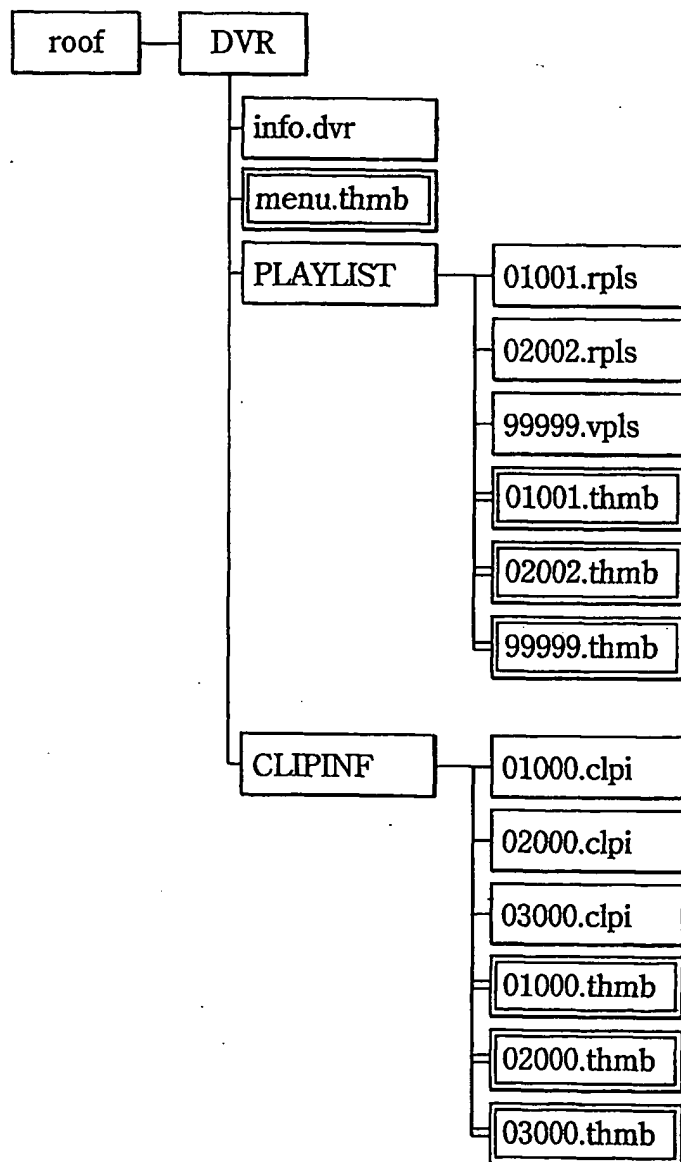 roof
DVR
info.dvr
menu.thmb
PLAYLIST
01001.rpls
02002.rpls
99999.vpls
01001.thmb
02002.thmb
99999.thmb
CLIPINF
01000.clpi
02000.clpi
03000.clpi
01000.thmb
02000.thmb
03000.thmb